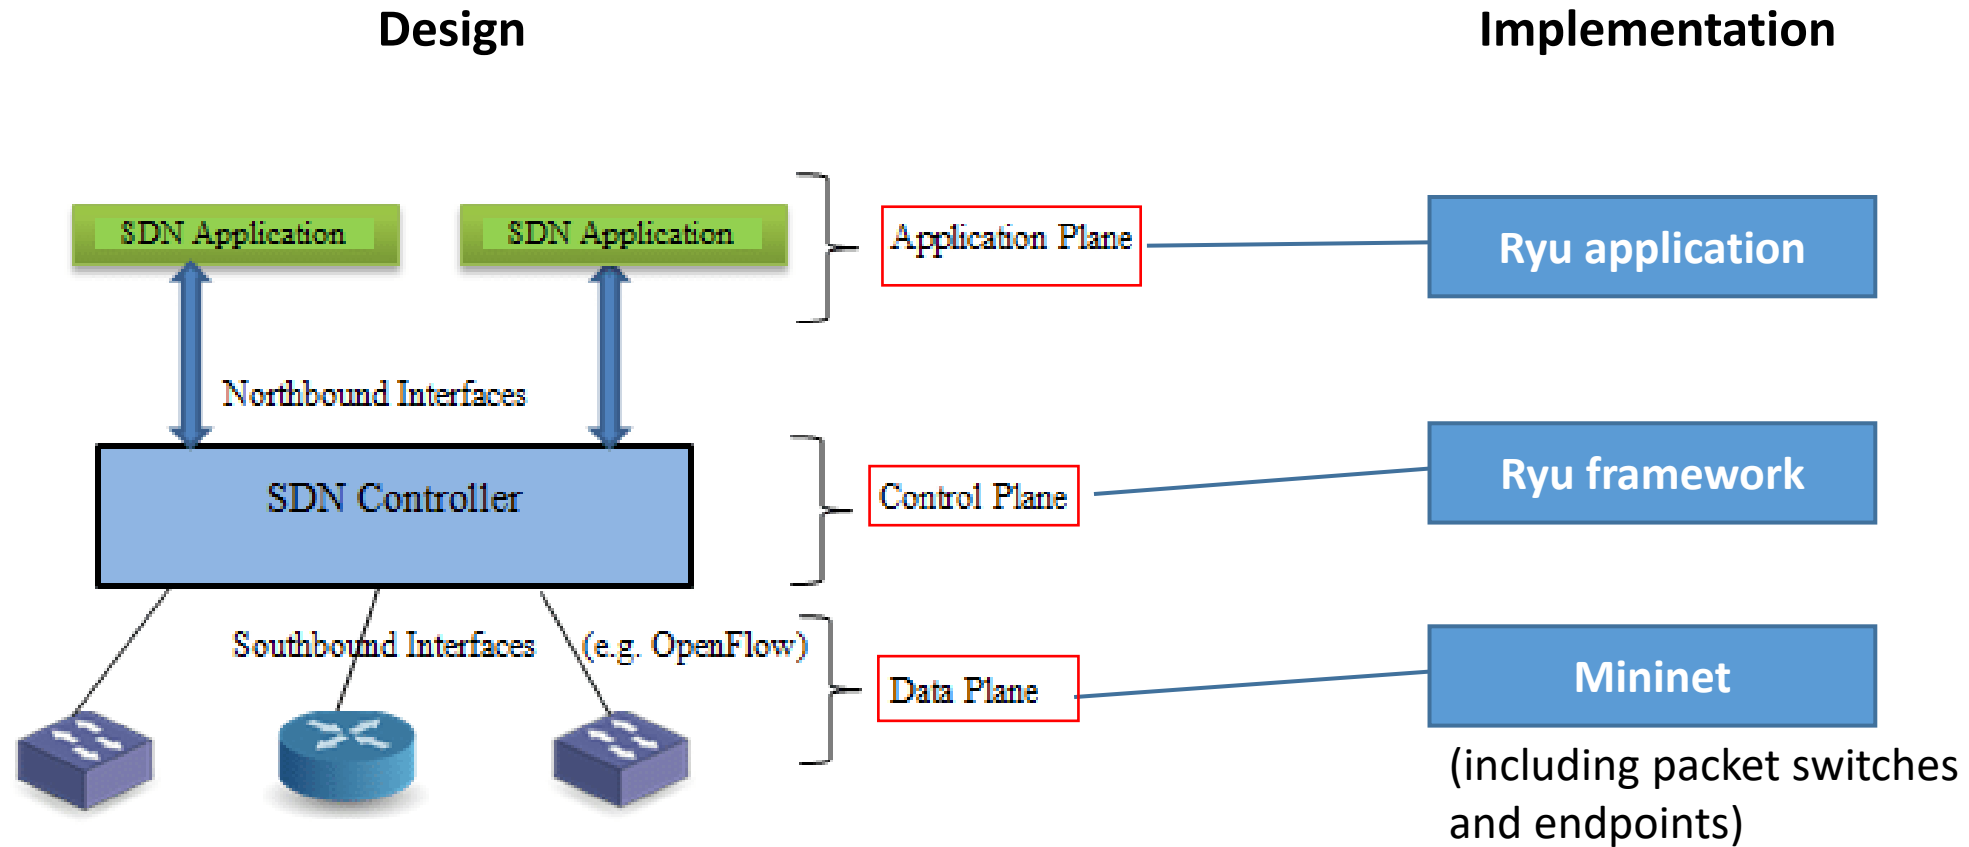 Design
Implementation
SDN Application
SDN Application
Application Plane
Ryu application
Northbound Interfaces
SDN Controller
Control Plane
Ryu framework
Southbound Interfaces (e.g. OpenFlow)
Data Plane
Mininet
(including packet switches
and endpoints)